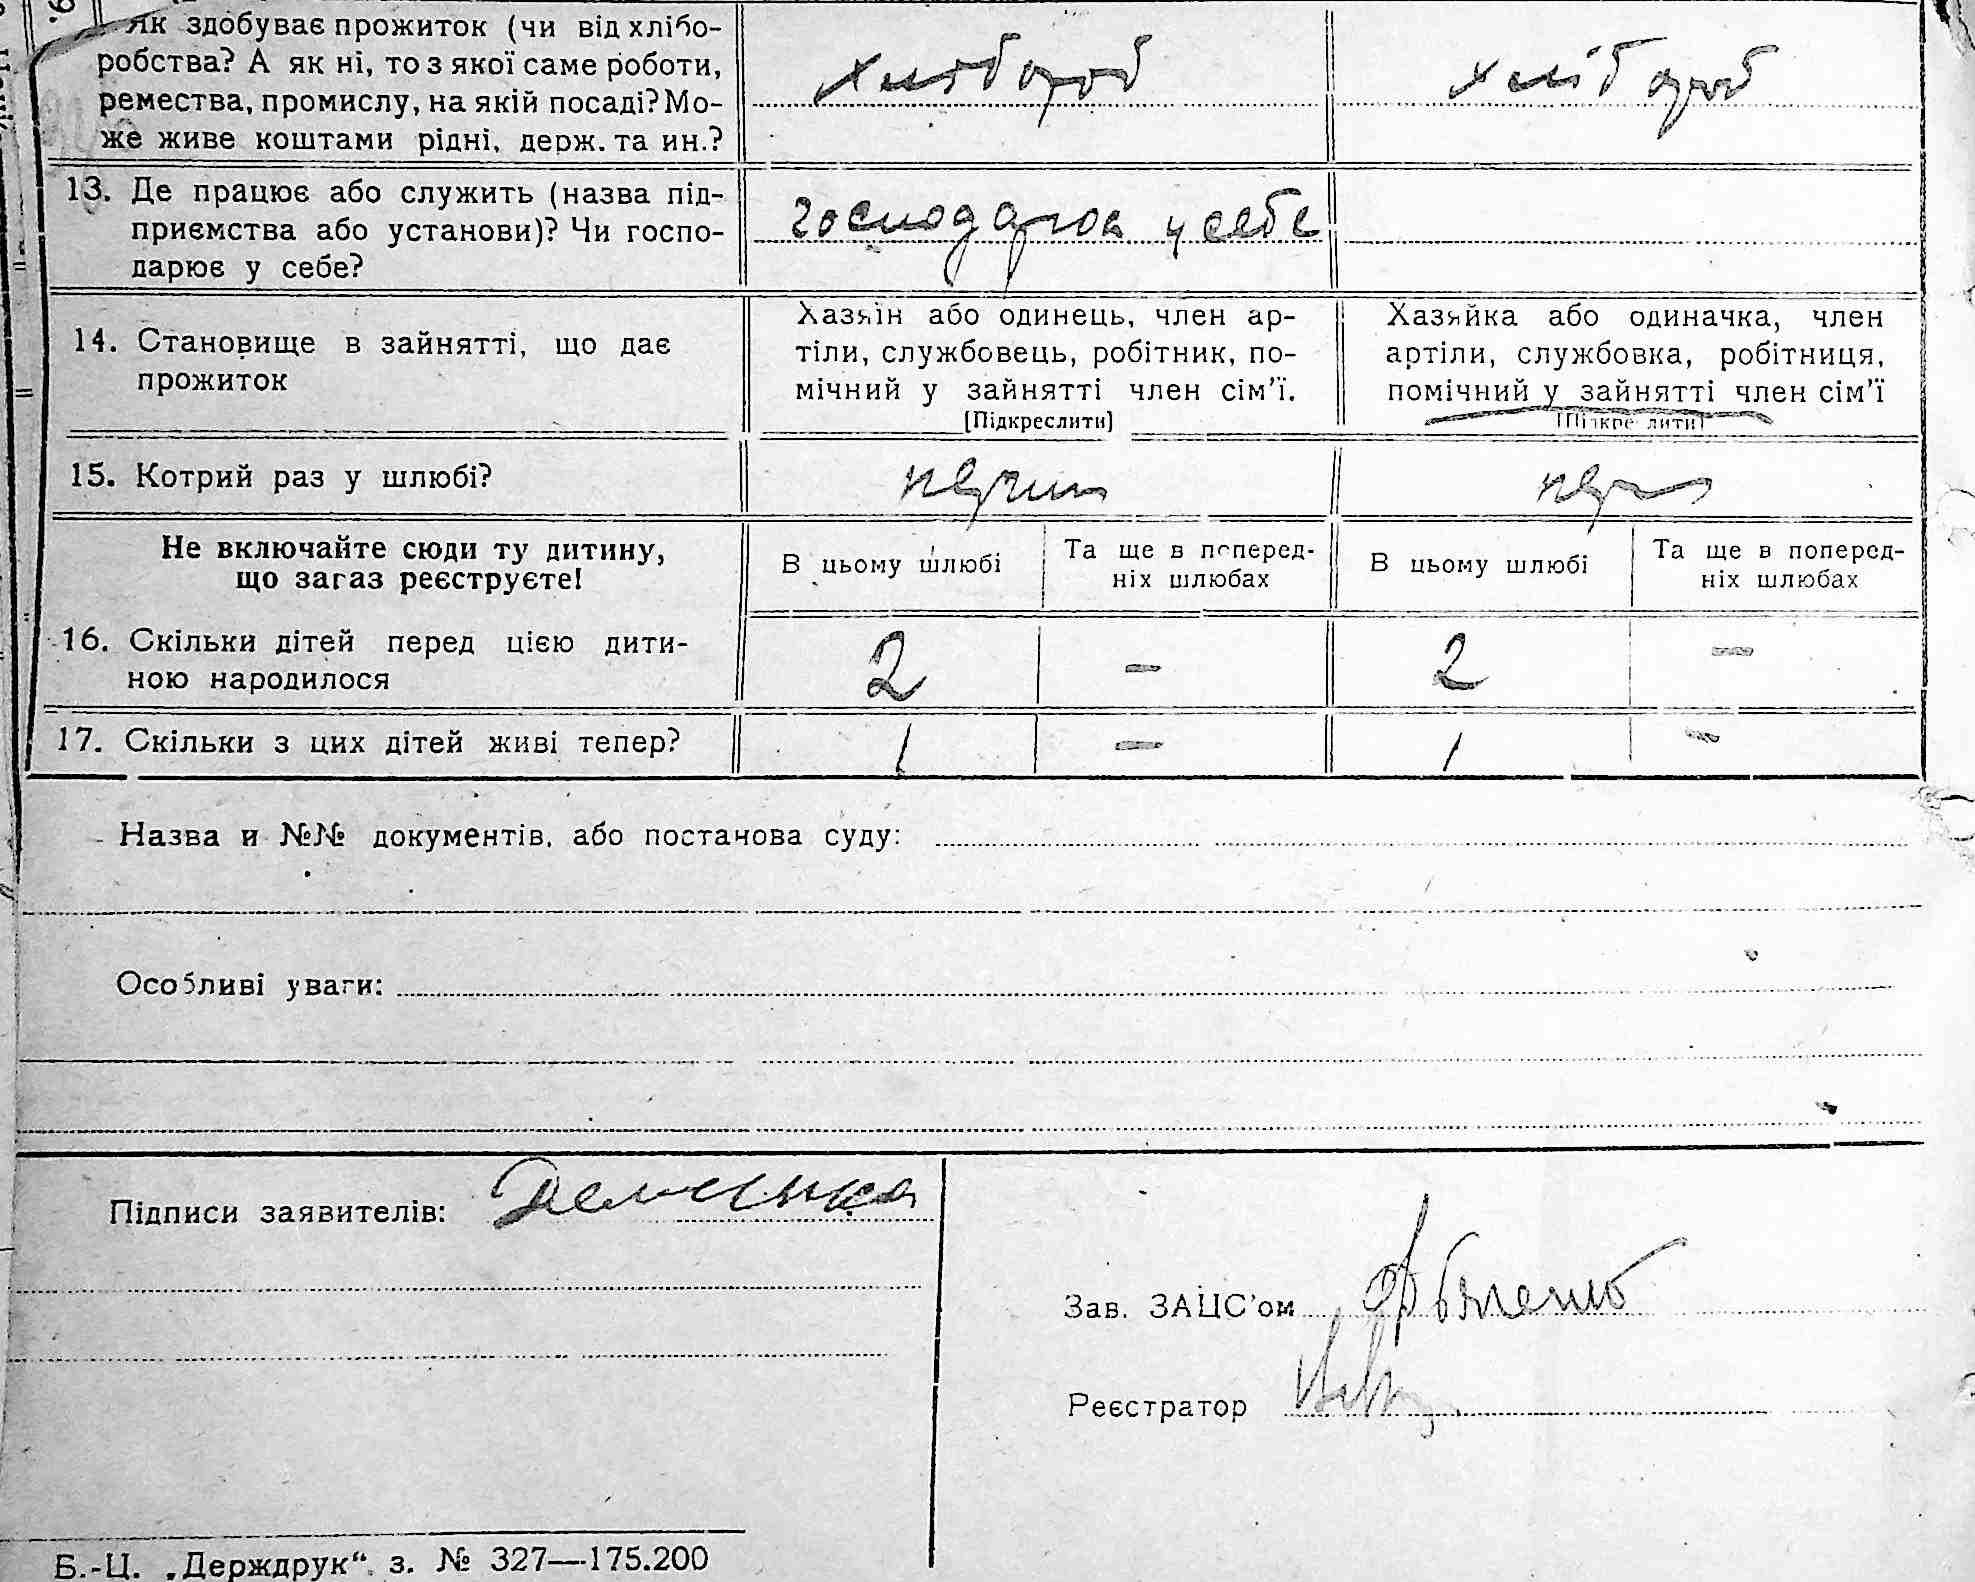 Як здобуває прожиток (чи від хлібо-
робства? А як ні, то з якої саме роботи,
ремества, промислу, на якій посаді? Мо-
же живе коштами рідні, держ. та ин.?
хлібороб
хлібороб
13. Де працює або служить (назва під-
приємства або установи)? Чи госпо-
дарює у себе?
господарює у себе
14. Становище в зайнятті, що дає
прожиток
Хазяїн або одинець, член ар-
тіли, службовець, робітник, по-
мічний у зайнятті член сім'ї.
(Підкреслити)
Хазяйка або одиначка, член
артіли, службовка, робітниця,
помічний у зайнятті член сім'ї
(Підкреслити)
15. Котрий раз у шлюбі?
Не включайте сюди ту дитину,
що зараз реєструєте!
В цьому шлюбі
Та ще в поперед-
ніх шлюбах
В цьому шлюбі
Та ще в поперед-
ніх шлюбах
16. Скільки дітей перед цією дити-
ною народилося
2 - 2 -
17. Скільки з цих дітей живі тепер?
1 - 1 -
Назва и №№ документів, або постанова суду:
Особливі уваги:
Підписи заявителів:
Зав. ЗАЦС'ом
Реєстратор
Б.-Ц. „Держдрук“ з. № 327—175.200